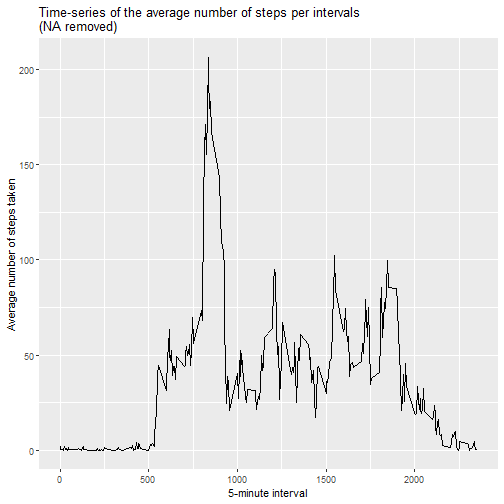 Time-series of the average number of steps per intervals
(NA removed)
Average number of steps taken
200
150
100
50
0
0
500
1000
1500
2000
5-minute interval